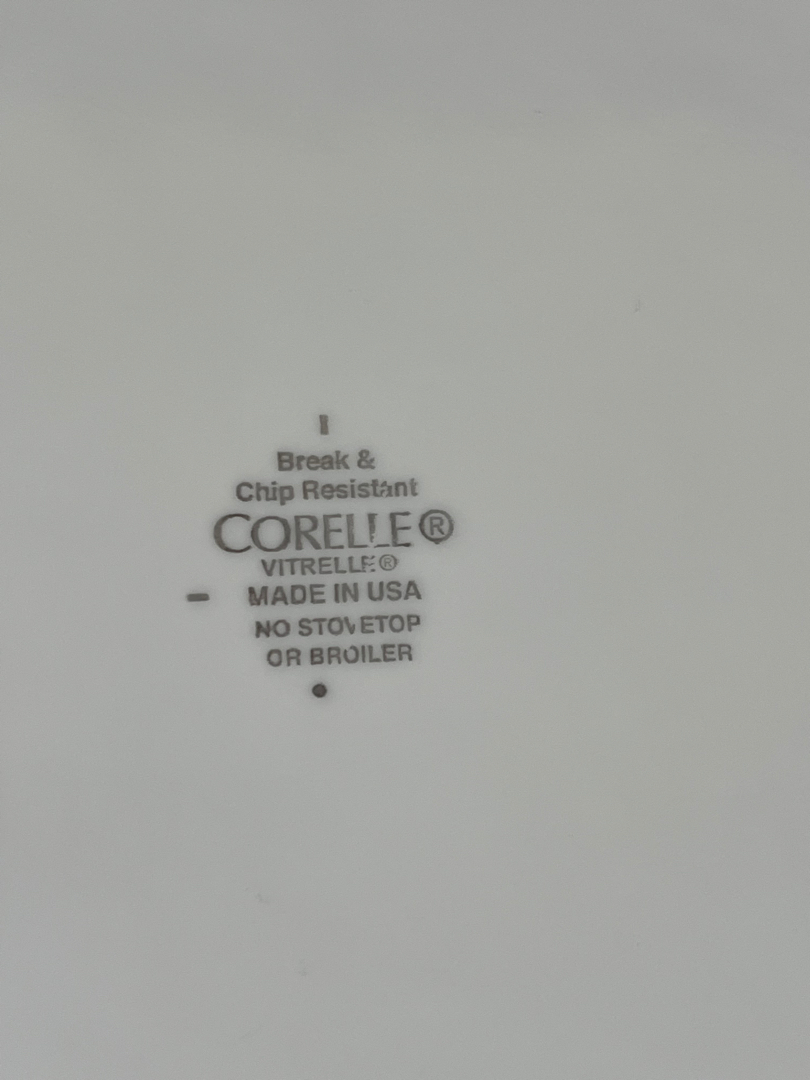 Break &
Chip Resistant
CORELLE®
VITRELLE®
MADE IN USA
NO STOVETOP
OR BROILER